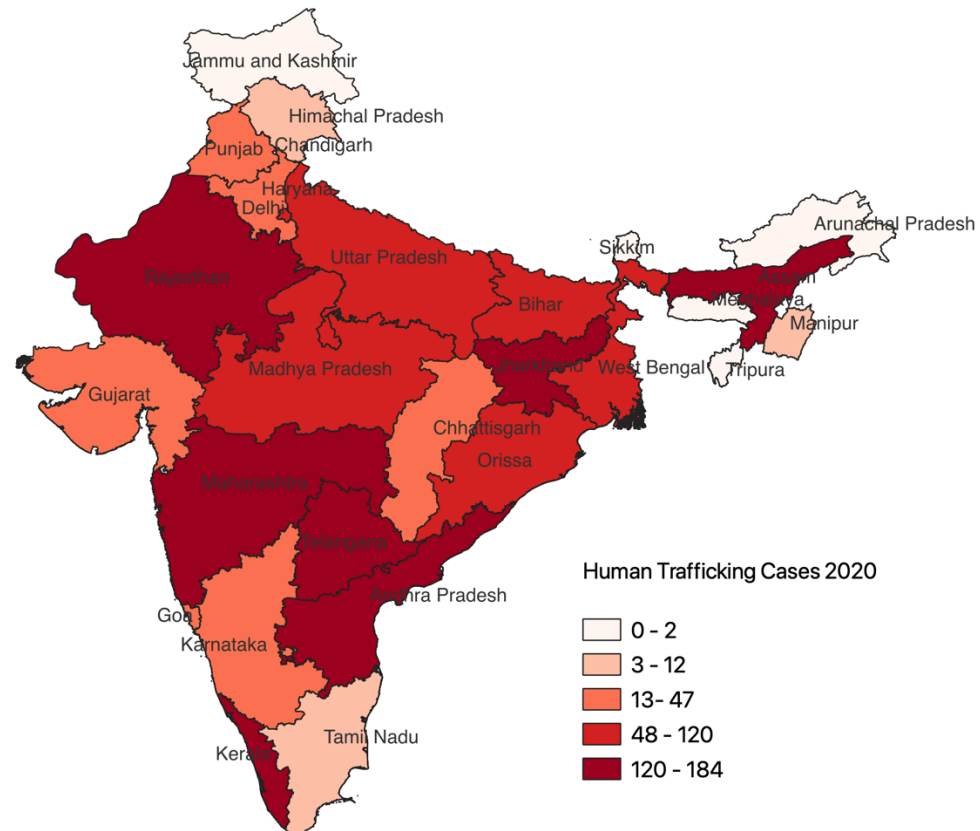 Jammu and Kashmir
Himachal Pradesh
Chandigarh
Punjab
Haryana
Delhi
Arunachal Pradesh
Sikkim
Uttar Pradesh
Rajasthan
Assam
Bihar
Meghalaya
Manipur
Madhya Pradesh
Jharkhand
West Bengal
Tripura
Gujarat
Chhattisgarh
Orissa
Maharashtra
Telangana
Human Trafficking Cases 2020
Andhra Pradesh
Goa
Karnataka
0 - 2
3 - 12
13- 47
48 - 120
120 - 184
Tamil Nadu
Kerala